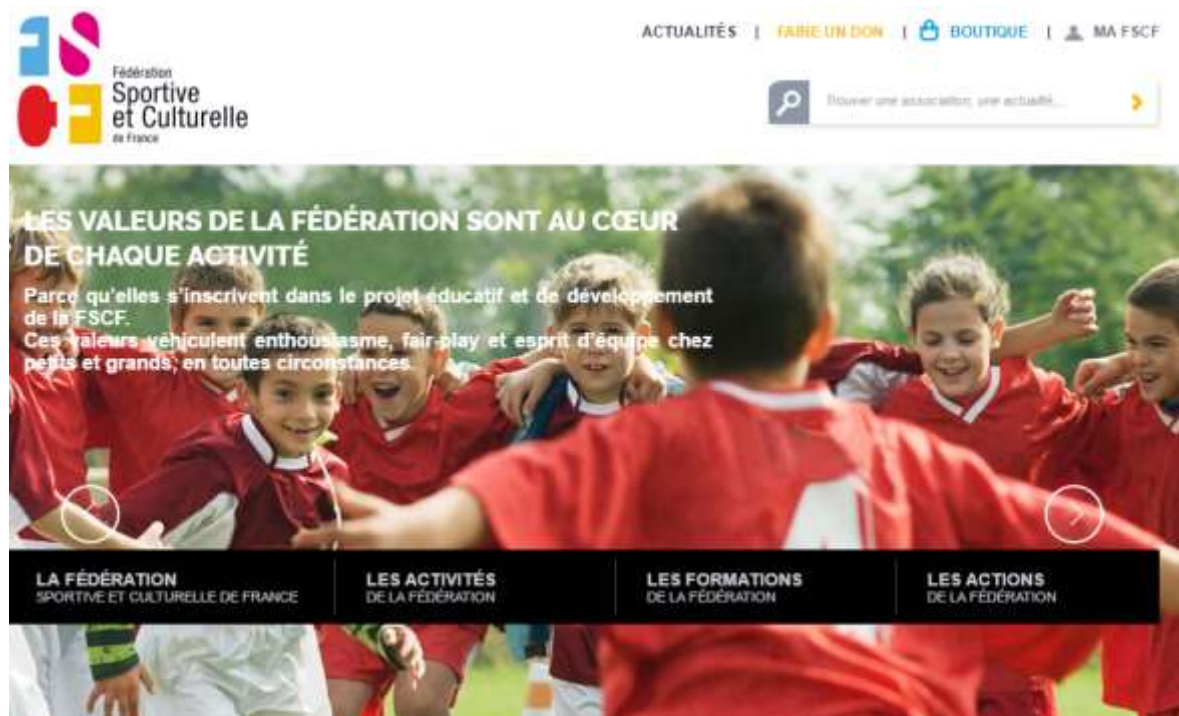 FSCF
Fédération
Sportive
et Culturelle
de France
ACTUALITÉS | FAIRE UN DON | BOUTIQUE | MA FSCF
Trouver une association, une actualité...
LES VALEURS DE LA FÉDÉRATION SONT AU CŒUR
DE CHAQUE ACTIVITÉ
Parce qu'elles s'inscrivent dans le projet éducatif et de développement
de la FSCF.
Ces valeurs véhiculent enthousiasme, fair-play et esprit d'équipe chez
petits et grands, en toutes circonstances.
LA FÉDÉRATION
SPORTIVE ET CULTURELLE DE FRANCE
LES ACTIVITÉS
DE LA FÉDÉRATION
LES FORMATIONS
DE LA FÉDÉRATION
LES ACTIONS
DE LA FÉDÉRATION